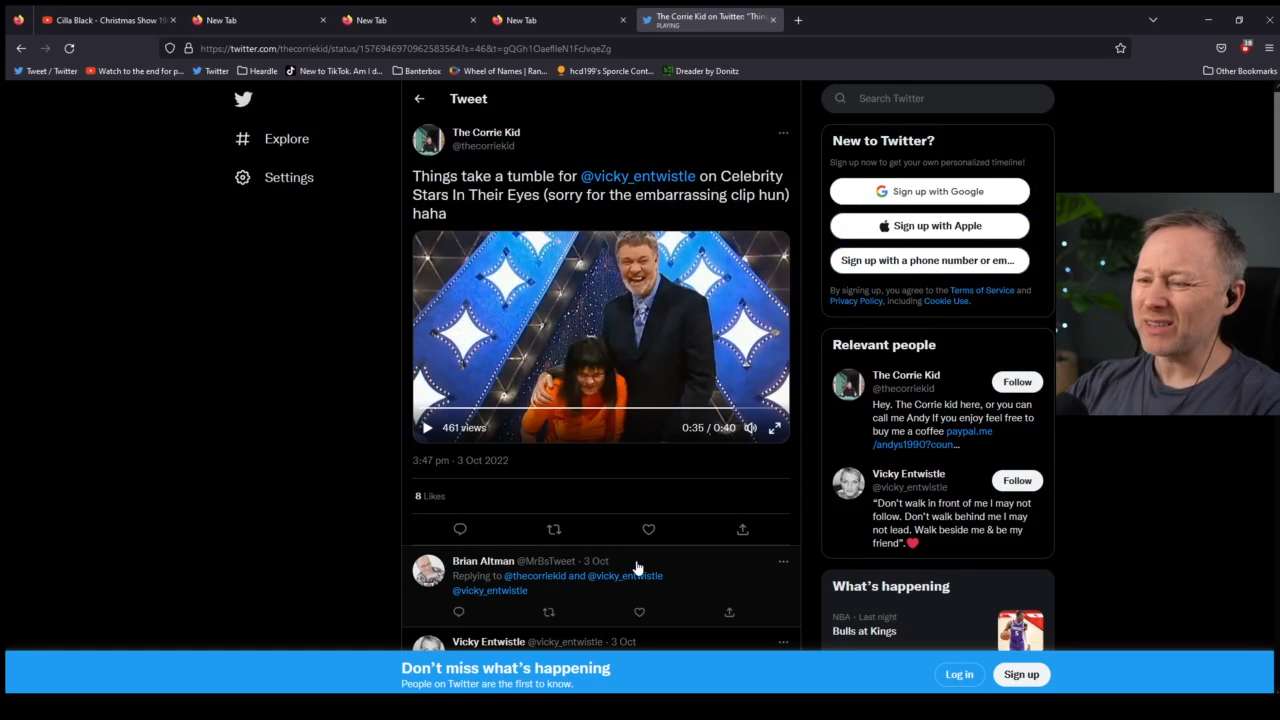 Cilla Black - Christmas Show 19
New Tab
New Tab
New Tab
The Corrie Kid on Twitter: "Thin
PLAYING
https://twitter.com/thecorriekid/status/1576946970962583564?s=46&t=gQGh1OaefIeN1FcJvqeZg
38
Tweet / Twitter
Watch to the end for p...
Twitter
Heardle
New to TikTok. Am I d...
Banterbox
Wheel of Names | Ran...
hcd199's Sporcle Cont...
Dreader by Donitz
Other Bookmarks
Explore
Settings
Tweet
The Corrie Kid
@thecorriekid
Things take a tumble for @vicky_entwistle on Celebrity
Stars In Their Eyes (sorry for the embarrassing clip hun)
haha
461 views
0:35 / 0:40
3:47 pm · 3 Oct 2022
8 Likes
Brian Altman @MrBsTweet · 3 Oct
Replying to @thecorriekid and @vicky_entwistle
@vicky_entwistle
Vicky Entwistle @vicky_entwistle · 3 Oct
Search Twitter
New to Twitter?
Sign up now to get your own personalized timeline!
Sign up with Google
Sign up with Apple
Sign up with a phone number or em...
By signing up, you agree to the Terms of Service and
Privacy Policy, including Cookie Use.
Relevant people
The Corrie Kid
@thecorriekid
Follow
Hey. The Corrie kid here, or you can
call me Andy If you enjoy feel free to
buy me a coffee paypal.me
/andys1990?coun...
Vicky Entwistle
@vicky_entwistle
Follow
"Don't walk in front of me I may not
follow. Don't walk behind me I may
not lead. Walk beside me & be my
friend".
What's happening
NBA · Last night
Bulls at Kings
Don't miss what's happening
People on Twitter are the first to know.
Log in
Sign up